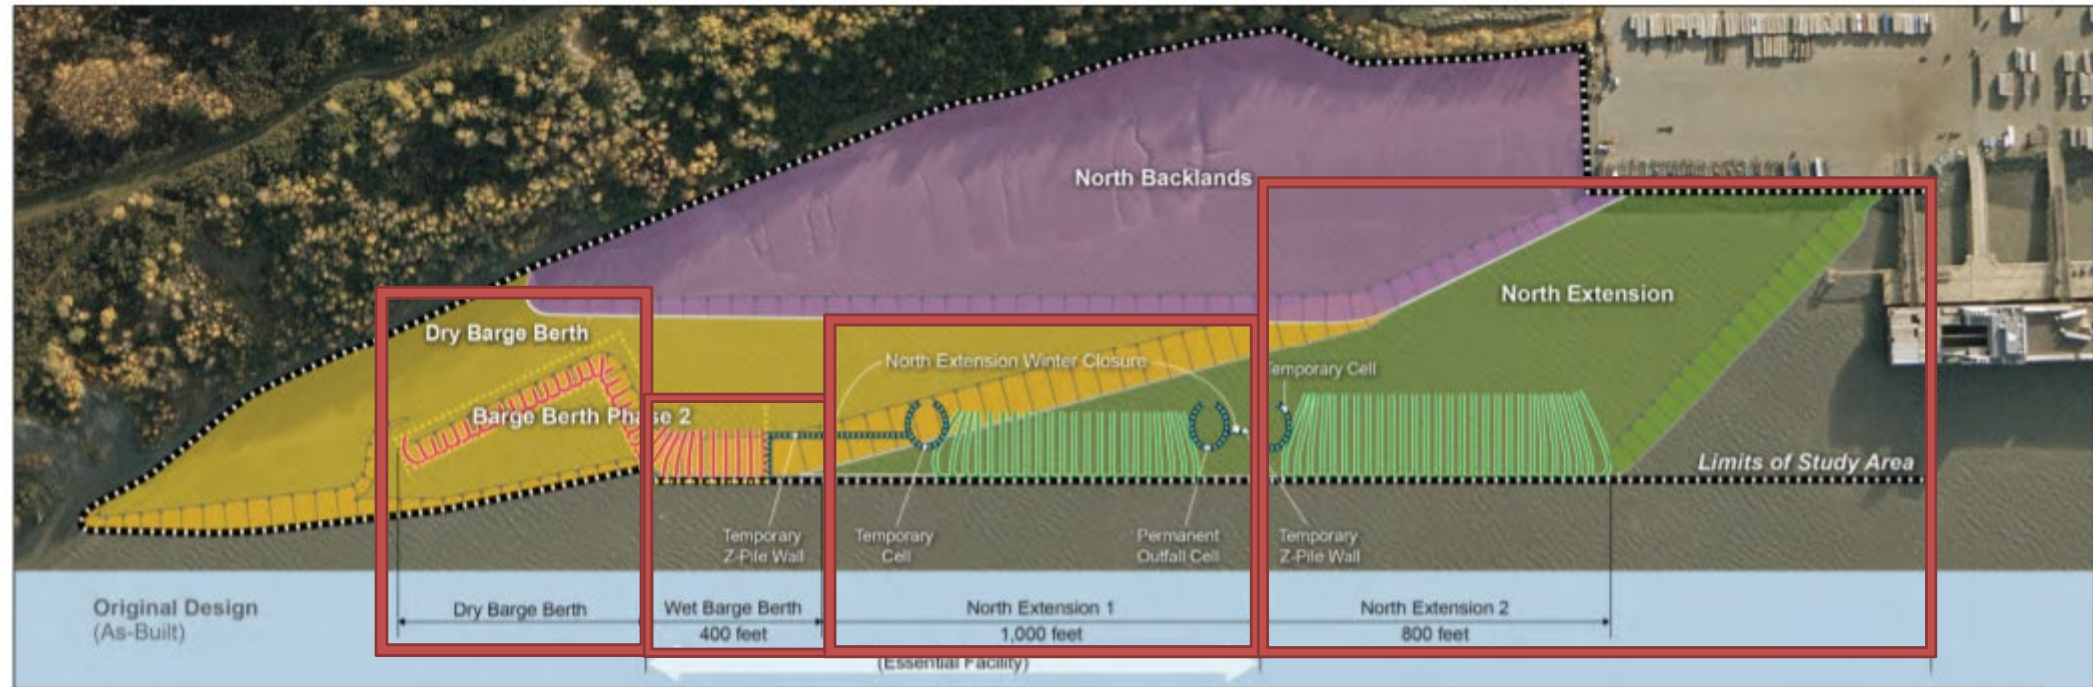 North Backlands
North Extension
Dry Barge Berth
North Extension Winter Closure
Temporary Cell
Barge Berth Phase 2
Limits of Study Area
Temporary
Z-Pile Wall
Temporary
Cell
Permanent
Outfall Cell
Temporary
Z-Pile Wall
Original Design
(As-Built)
Dry Barge Berth
Wet Barge Berth
400 feet
North Extension 1
1,000 feet
North Extension 2
800 feet
(Essential Facility)